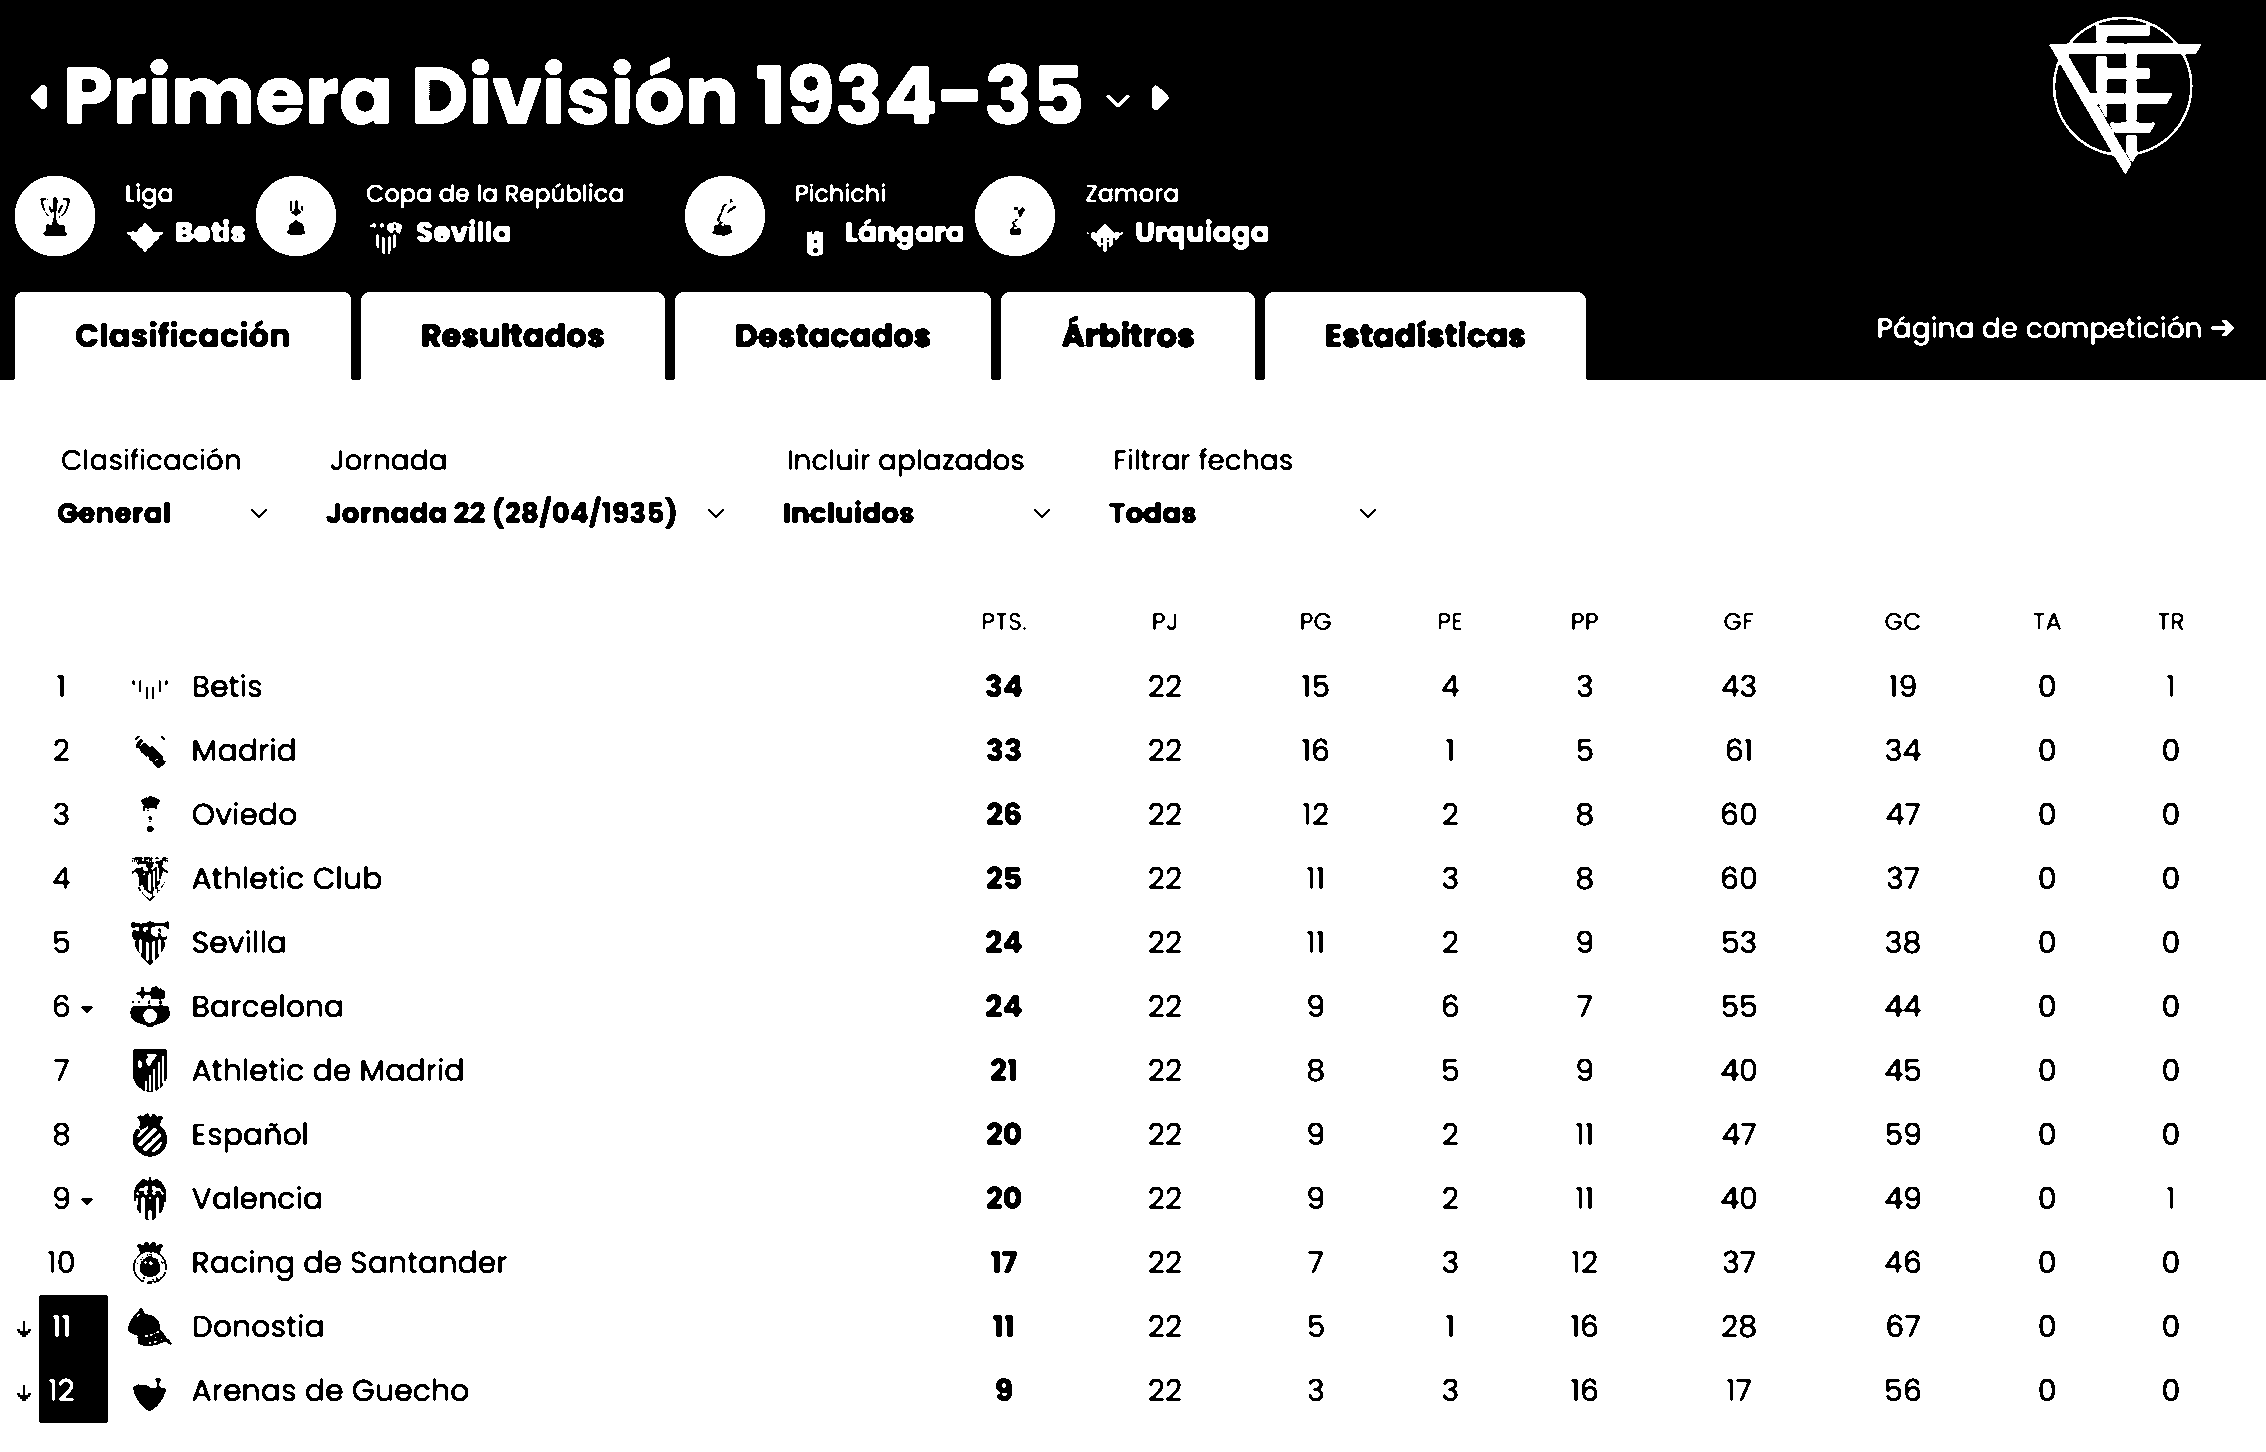 Primera División 1934-35
Liga
Betis
Copa de la República
Sevilla
Pichichi
Lángara
Zamora
Urquiaga
Clasificación Resultados Destacados Árbitros Estadísticas Página de competición →
Clasificación Jornada Incluir aplazados Filtrar fechas
General Jornada 22 (28/04/1935) Incluidos Todas
PTS. PJ PG PE PP GF GC TA TR
1 Betis 34 22 15 4 3 43 19 0 1
2 Madrid 33 22 16 1 5 61 34 0 0
3 Oviedo 26 22 12 2 8 60 47 0 0
4 Athletic Club 25 22 11 3 8 60 37 0 0
5 Sevilla 24 22 11 2 9 53 38 0 0
6 Barcelona 24 22 9 6 7 55 44 0 0
7 Athletic de Madrid 21 22 8 5 9 40 45 0 0
8 Español 20 22 9 2 11 47 59 0 0
9 Valencia 20 22 9 2 11 40 49 0 1
10 Racing de Santander 17 22 7 3 12 37 46 0 0
11 Donostia 11 22 5 1 16 28 67 0 0
12 Arenas de Guecho 9 22 3 3 16 17 56 0 0